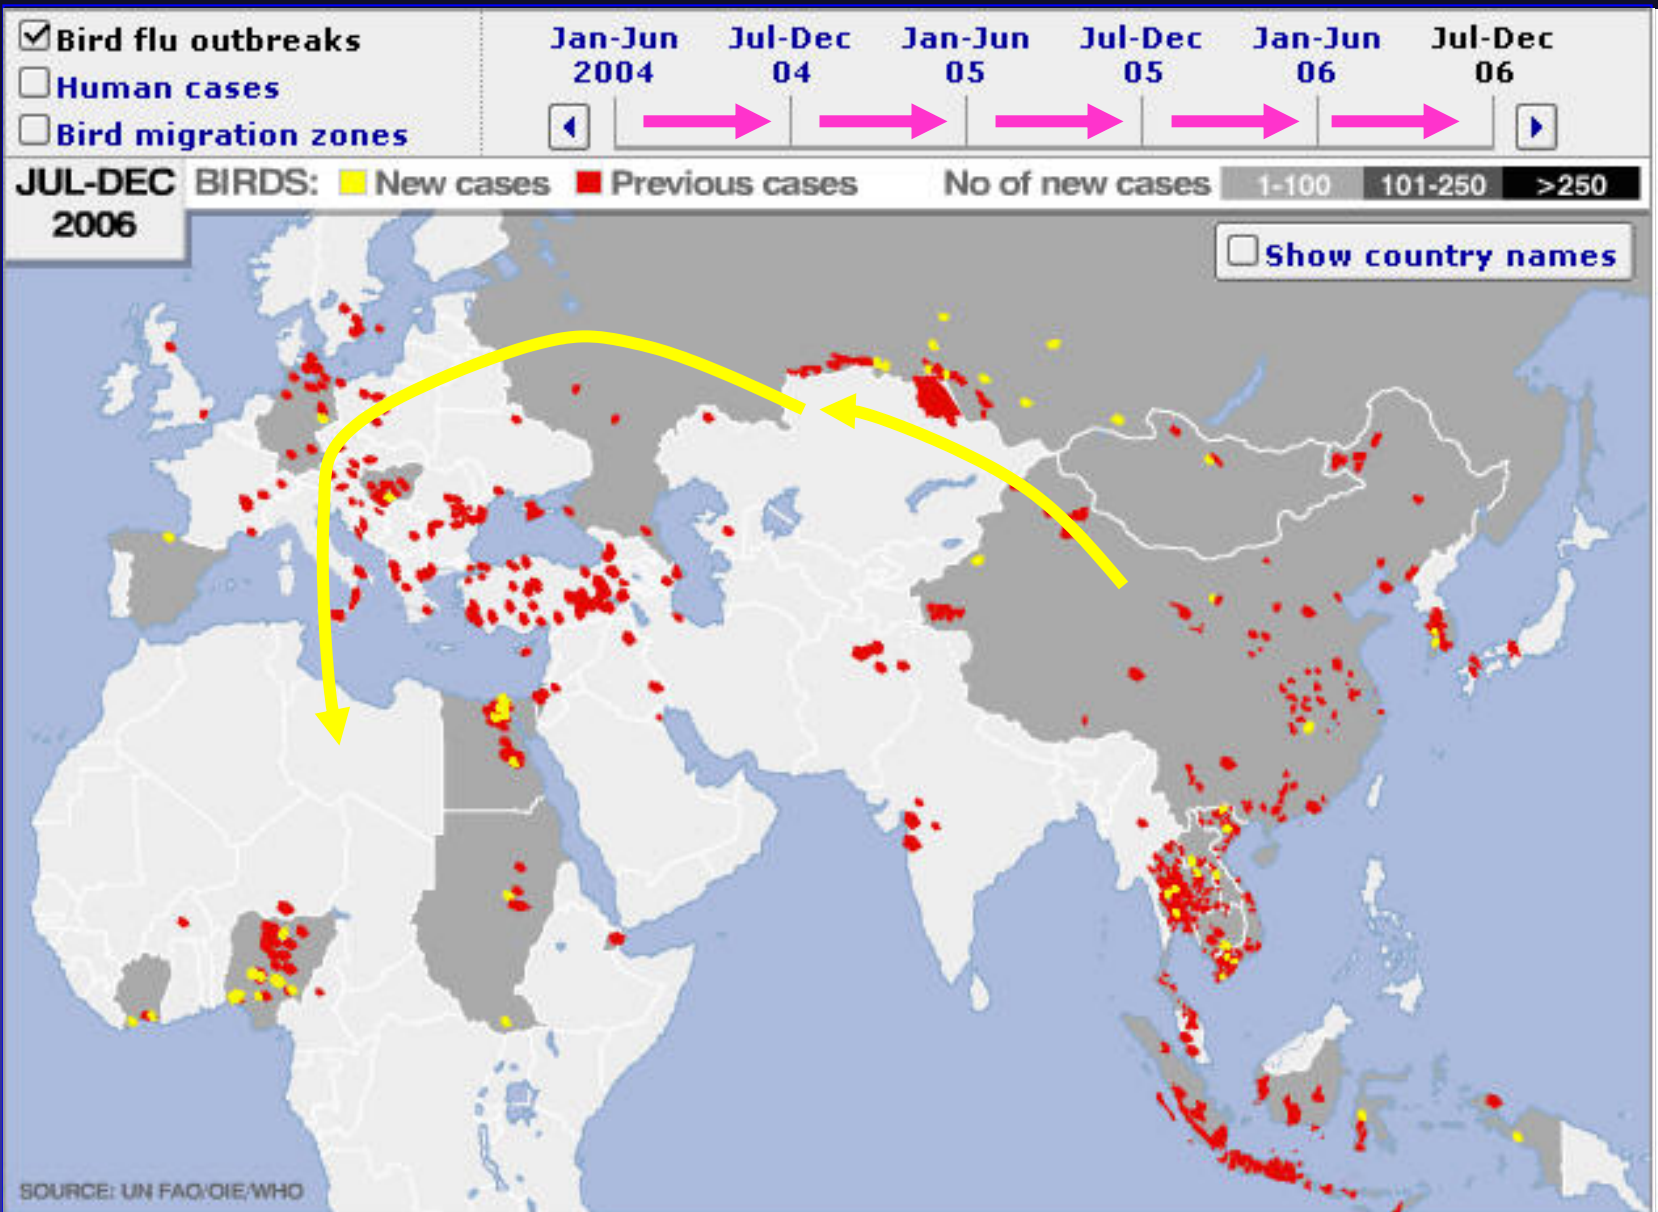 Bird flu outbreaks
Human cases
Bird migration zones
Jan-Jun 2004
Jul-Dec 04
Jan-Jun 05
Jul-Dec 05
Jan-Jun 06
Jul-Dec 06
JUL-DEC 2006
BIRDS: New cases Previous cases No of new cases 1-100 101-250 >250
Show country names
SOURCE: UN FAO/OIE/WHO